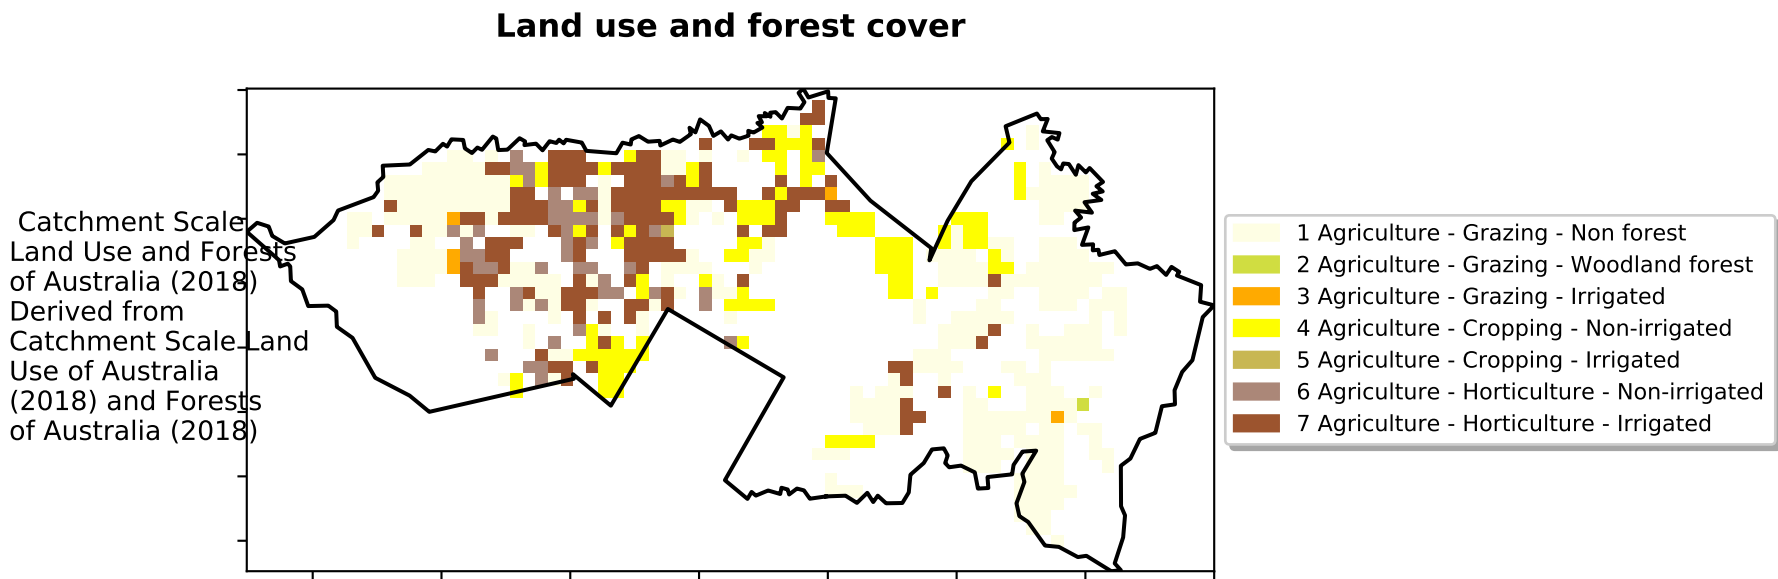 Land use and forest cover
Catchment Scale
Land Use and Forests
of Australia (2018)
Derived from
Catchment Scale Land
Use of Australia
(2018) and Forests
of Australia (2018)
1 Agriculture - Grazing - Non forest
2 Agriculture - Grazing - Woodland forest
3 Agriculture - Grazing - Irrigated
4 Agriculture - Cropping - Non-irrigated
5 Agriculture - Cropping - Irrigated
6 Agriculture - Horticulture - Non-irrigated
7 Agriculture - Horticulture - Irrigated